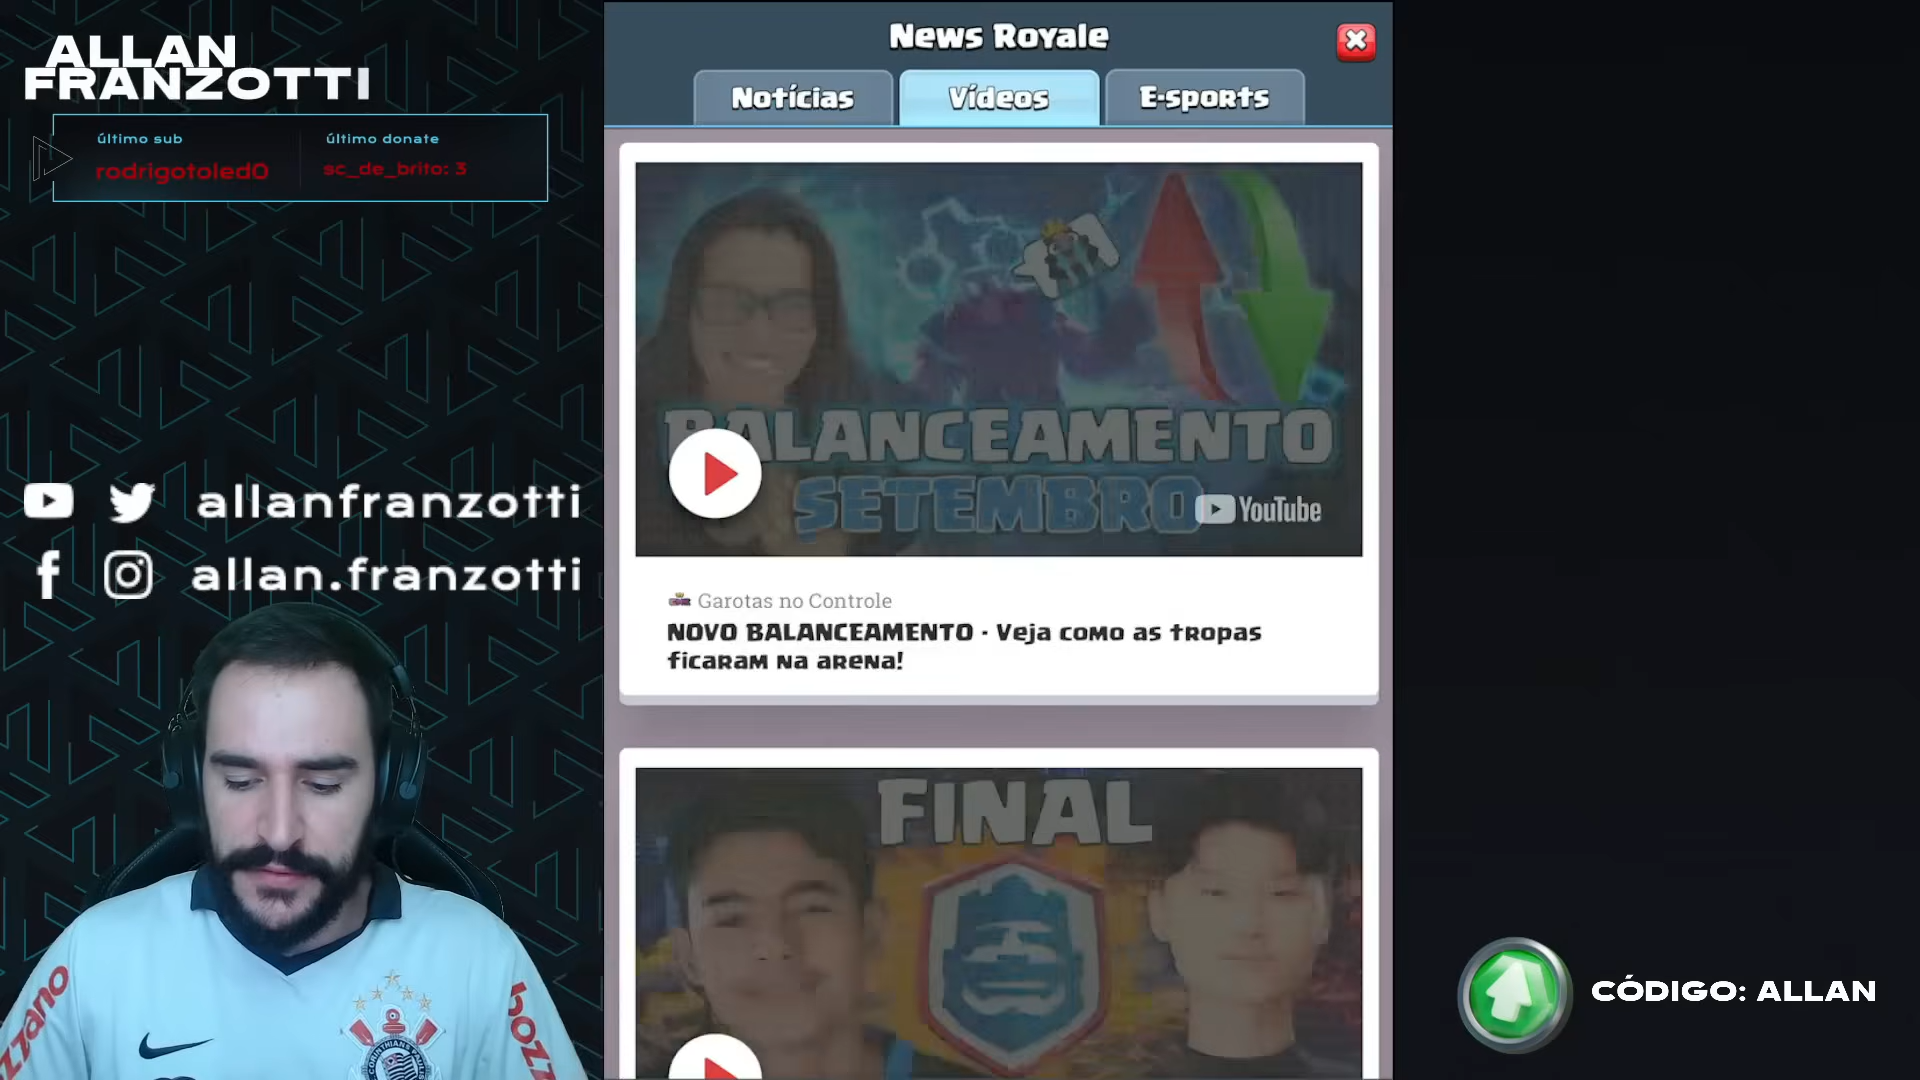 ALLAN
FRANZOTTI
último sub
último donate
rodrigotoled0
sc_de_brito: 3
allanfranzotti
allan.franzotti
News Royale
Notícias
Vídeos
E-sports
BALANCEAMENTO
SETEMBRO
YouTube
Garotas no Controle
NOVO BALANCEAMENTO - Veja como as tropas
ficaram na arena!
FINAL
CÓDIGO: ALLAN
CORINTHIANS